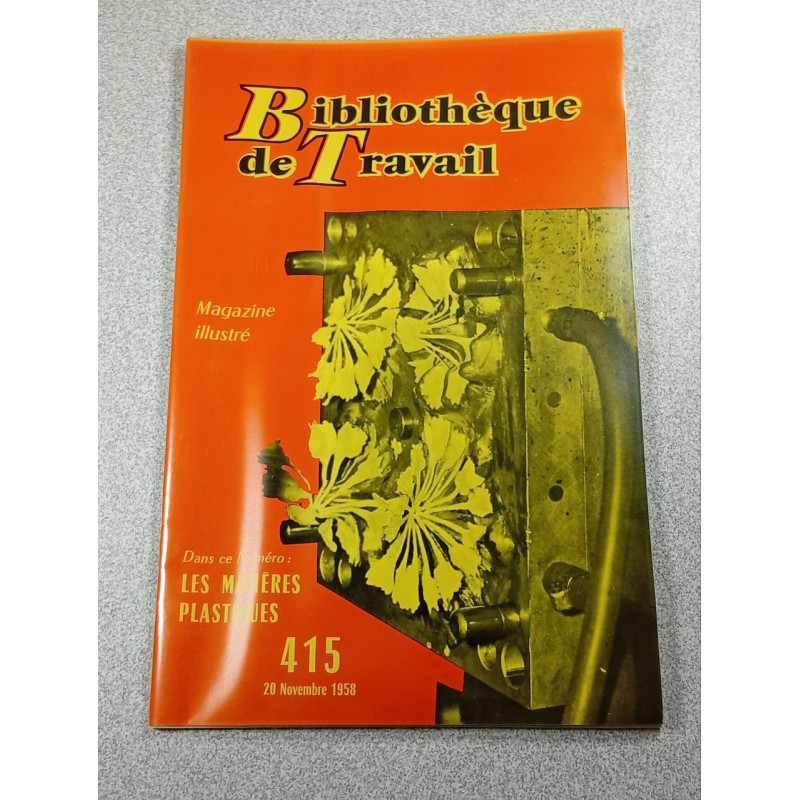 Bibliothèque
de Travail
Magazine
illustré
Dans ce Numéro :
LES MATIÈRES
PLASTIQUES
415
20 Novembre 1958